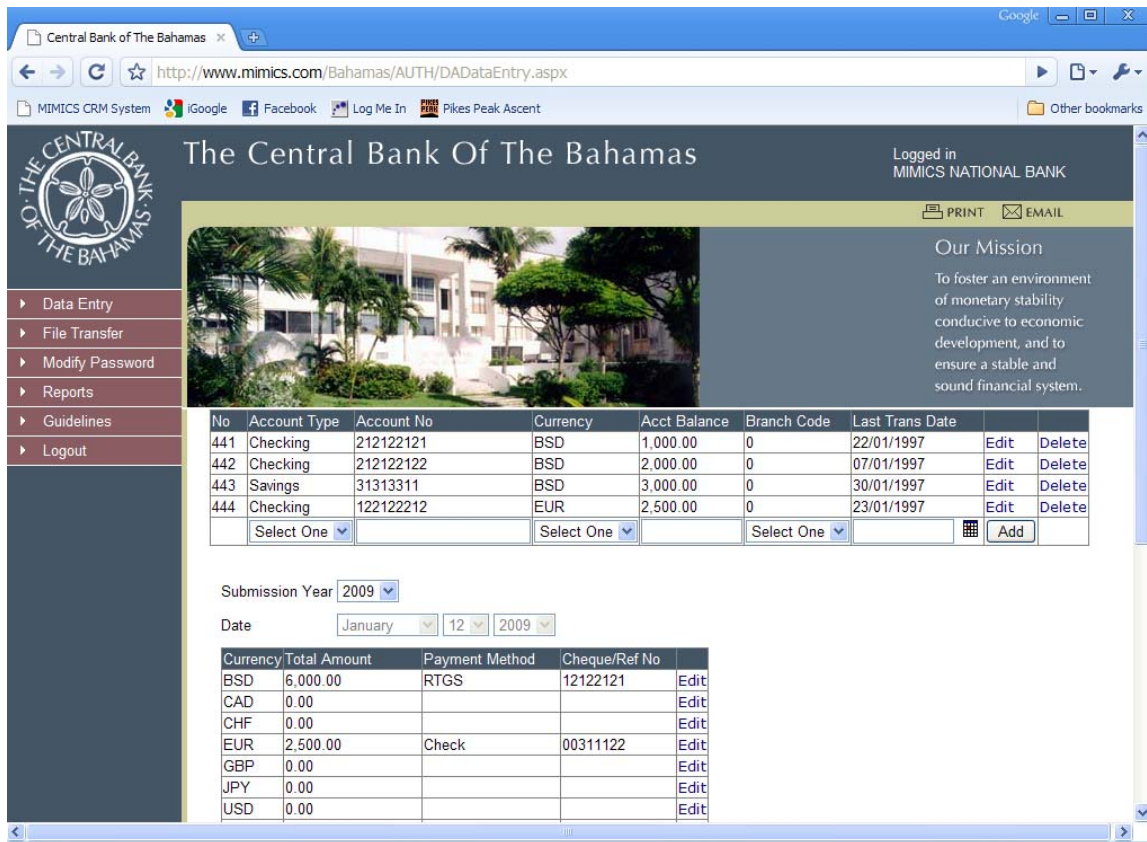 Google
Central Bank of The Bahamas
http://www.mimics.com/Bahamas/AUTH/DADataEntry.aspx
MIMICS CRM System iGoogle Facebook Log Me In PIKES PEAK Pikes Peak Ascent Other bookmarks
THE CENTRAL BANK OF THE BAHAMAS
The Central Bank Of The Bahamas
Logged in
MIMICS NATIONAL BANK
PRINT EMAIL
Our Mission
To foster an environment
of monetary stability
conducive to economic
development, and to
ensure a stable and
sound financial system.
Data Entry
File Transfer
Modify Password
Reports
Guidelines
Logout
No Account Type Account No Currency Acct Balance Branch Code Last Trans Date
441 Checking 212122121 BSD 1,000.00 0 22/01/1997 Edit Delete
442 Checking 212122122 BSD 2,000.00 0 07/01/1997 Edit Delete
443 Savings 31313311 BSD 3,000.00 0 30/01/1997 Edit Delete
444 Checking 122122212 EUR 2,500.00 0 23/01/1997 Edit Delete
Select One Select One Select One Add
Submission Year 2009
Date January 12 2009
Currency Total Amount Payment Method Cheque/Ref No
BSD 6,000.00 RTGS 12122121 Edit
CAD 0.00 Edit
CHF 0.00 Edit
EUR 2,500.00 Check 00311122 Edit
GBP 0.00 Edit
JPY 0.00 Edit
USD 0.00 Edit